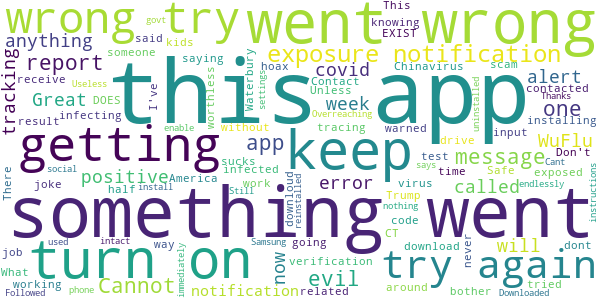 wrong try went wrong
govt
knowing
This
EXIST
kids
said
someone
anything
saying
exposure notification
tracking
receive
report
hoax
covid
scam
alert
Useless
DOES
I've
worthless
Waterbury
settings
Contact
Unless
Chinavirus
contacted
Thanks
uninstalled
this app
Great
result
infecting
week
Overreaching
one
installing
enable
Without
tracing
warned
input
WuFlu
getting
app
keep
Don't
There
sucks
infected
test
drive
message
exposed
positive
America
work
download
reinstalled
error
says
time
Safe
Cant
endlessly
joke
half
install
Still
virus
Trump
nothing
called
instructions
social
something went
code
CT
download
never
dont
job
used
intact
way
Samsung
going
now
will
bother
tried
What
turn on
verification
try again
working
Cannot
immediately
evil
around
Followed
phone
notification
related
Downloaded